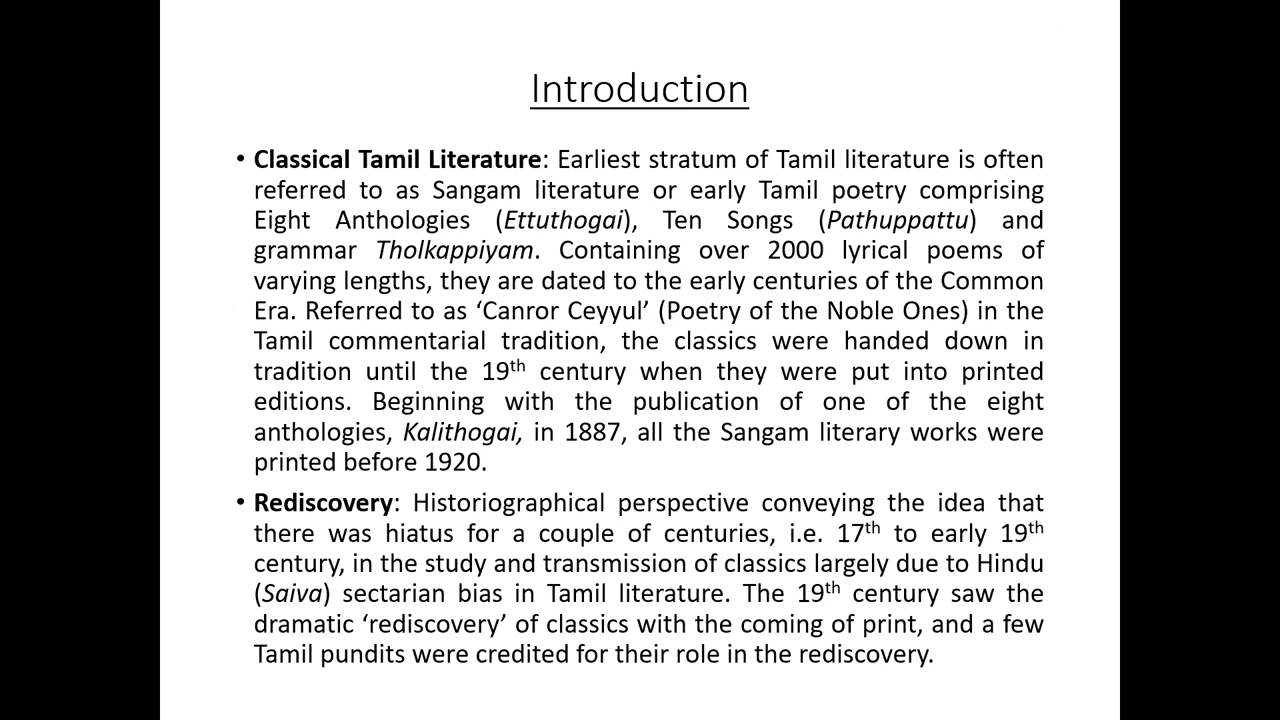 Introduction
• Classical Tamil Literature: Earliest stratum of Tamil literature is often
referred to as Sangam literature or early Tamil poetry comprising
Eight Anthologies (Ettuthogai), Ten Songs (Pathuppattu) and
grammar Tholkappiyam. Containing over 2000 lyrical poems of
varying lengths, they are dated to the early centuries of the Common
Era. Referred to as ‘Canror Ceyyul’ (Poetry of the Noble Ones) in the
Tamil commentarial tradition, the classics were handed down in
tradition until the 19th century when they were put into printed
editions. Beginning with the publication of one of the eight
anthologies, Kalithogai, in 1887, all the Sangam literary works were
printed before 1920.
• Rediscovery: Historiographical perspective conveying the idea that
there was hiatus for a couple of centuries, i.e. 17th to early 19th
century, in the study and transmission of classics largely due to Hindu
(Saiva) sectarian bias in Tamil literature. The 19th century saw the
dramatic ‘rediscovery’ of classics with the coming of print, and a few
Tamil pundits were credited for their role in the rediscovery.